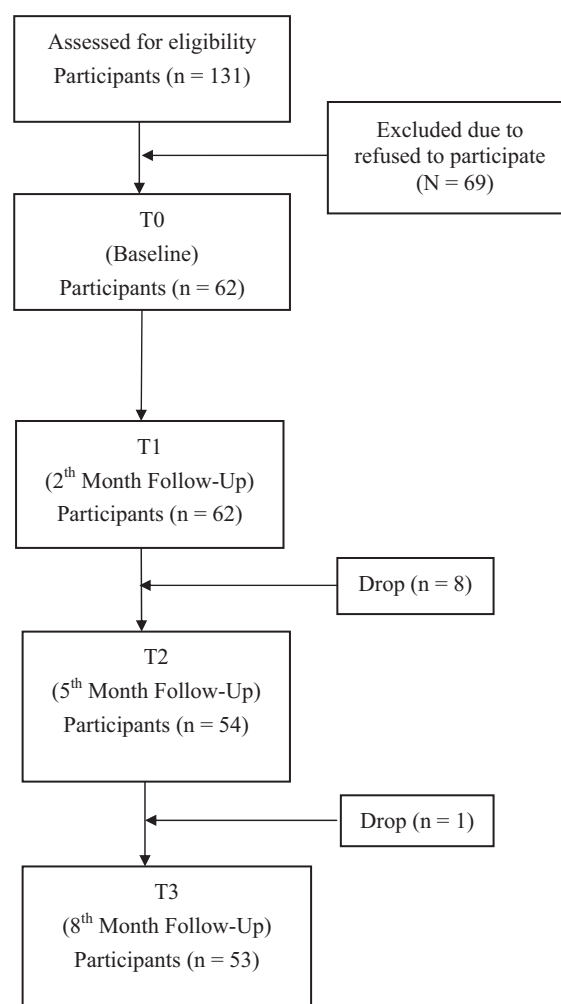 Assessed for eligibility
Participants (n = 131)
Excluded due to
refused to participate
(N = 69)
T0
(Baseline)
Participants (n = 62)
T1
(2th Month Follow-Up)
Participants (n = 62)
Drop (n = 8)
T2
(5th Month Follow-Up)
Participants (n = 54)
Drop (n = 1)
T3
(8th Month Follow-Up)
Participants (n = 53)